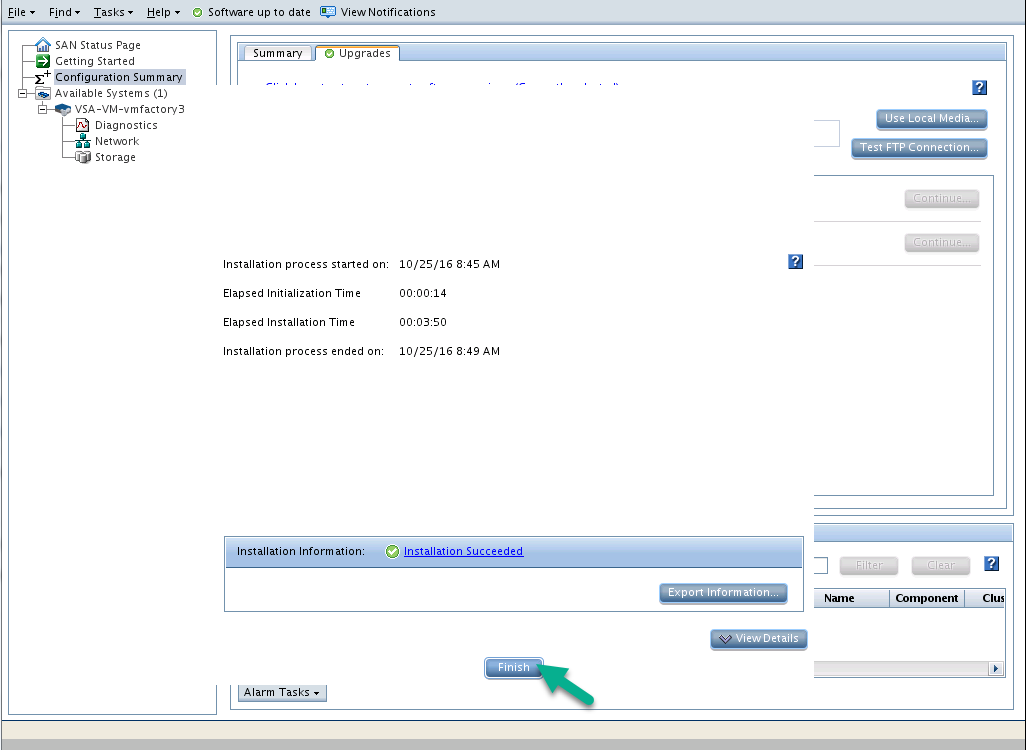 File Find Tasks Help Software up to date View Notifications
SAN Status Page
Getting Started
Configuration Summary
Available Systems (1)
VSA-VM-vmfactory3
Diagnostics
Network
Storage
Summary Upgrades
?
Use Local Media...
Test FTP Connection...
Continue...
Continue...
Installation process started on: 10/25/16 8:45 AM
?
Elapsed Initialization Time 00:00:14
Elapsed Installation Time 00:03:50
Installation process ended on: 10/25/16 8:49 AM
Installation Information: Installation Succeeded
Export Information...
View Details
Finish
Filter Clear ?
Name Component Clus
Alarm Tasks